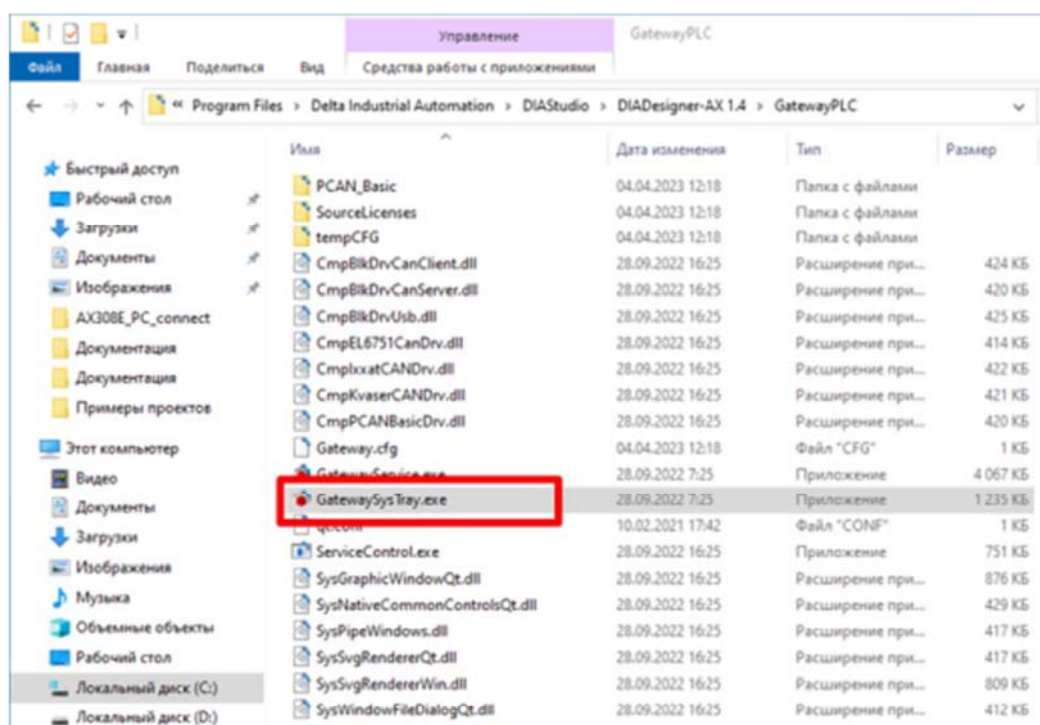 Управление GatewayPLC
Файл Главная Поделиться Вид Средства работы с приложениями
« Program Files > Delta Industrial Automation > DIAStudio > DIADesigner-AX 1.4 > GatewayPLC
Имя Дата изменения Тип Размер
Быстрый доступ
Рабочий стол
Загрузки
Документы
Изображения
AX308E_PC_connect
Документация
Документация
Примеры проектов
Этот компьютер
Видео
Документы
Загрузки
Изображения
Музыка
Объемные объекты
Рабочий стол
Локальный диск (C:)
Локальный диск (D:)
PCAN_Basic 04.04.2023 12:18 Папка с файлами
SourceLicenses 04.04.2023 12:18 Папка с файлами
tempCFG 04.04.2023 12:18 Папка с файлами
CmpBlkDrvCanClient.dll 28.09.2022 16:25 Расширение при... 424 КБ
CmpBlkDrvCanServer.dll 28.09.2022 16:25 Расширение при... 420 КБ
CmpBlkDrvUsb.dll 28.09.2022 16:25 Расширение при... 425 КБ
CmpEL6751CanDrv.dll 28.09.2022 16:25 Расширение при... 414 КБ
CmpIxxatCANDrv.dll 28.09.2022 16:25 Расширение при... 422 КБ
CmpKvaserCANDrv.dll 28.09.2022 16:25 Расширение при... 421 КБ
CmpPCANBasicDrv.dll 28.09.2022 16:25 Расширение при... 420 КБ
Gateway.cfg 04.04.2023 12:18 Файл "CFG" 1 КБ
GatewayService.exe 28.09.2022 7:25 Приложение 4 067 КБ
GatewaySysTray.exe 28.09.2022 7:25 Приложение 1 235 КБ
qt.conf 10.02.2021 17:42 Файл "CONF" 1 КБ
ServiceControl.exe 28.09.2022 16:25 Приложение 751 КБ
SysGraphicWindowQt.dll 28.09.2022 16:25 Расширение при... 876 КБ
SysNativeCommonControlsQt.dll 28.09.2022 16:25 Расширение при... 429 КБ
SysPipeWindows.dll 28.09.2022 16:25 Расширение при... 417 КБ
SysSvgRendererQt.dll 28.09.2022 16:25 Расширение при... 417 КБ
SysSvgRendererWin.dll 28.09.2022 16:25 Расширение при... 809 КБ
SysWindowFileDialogQt.dll 28.09.2022 16:25 Расширение при... 412 КБ